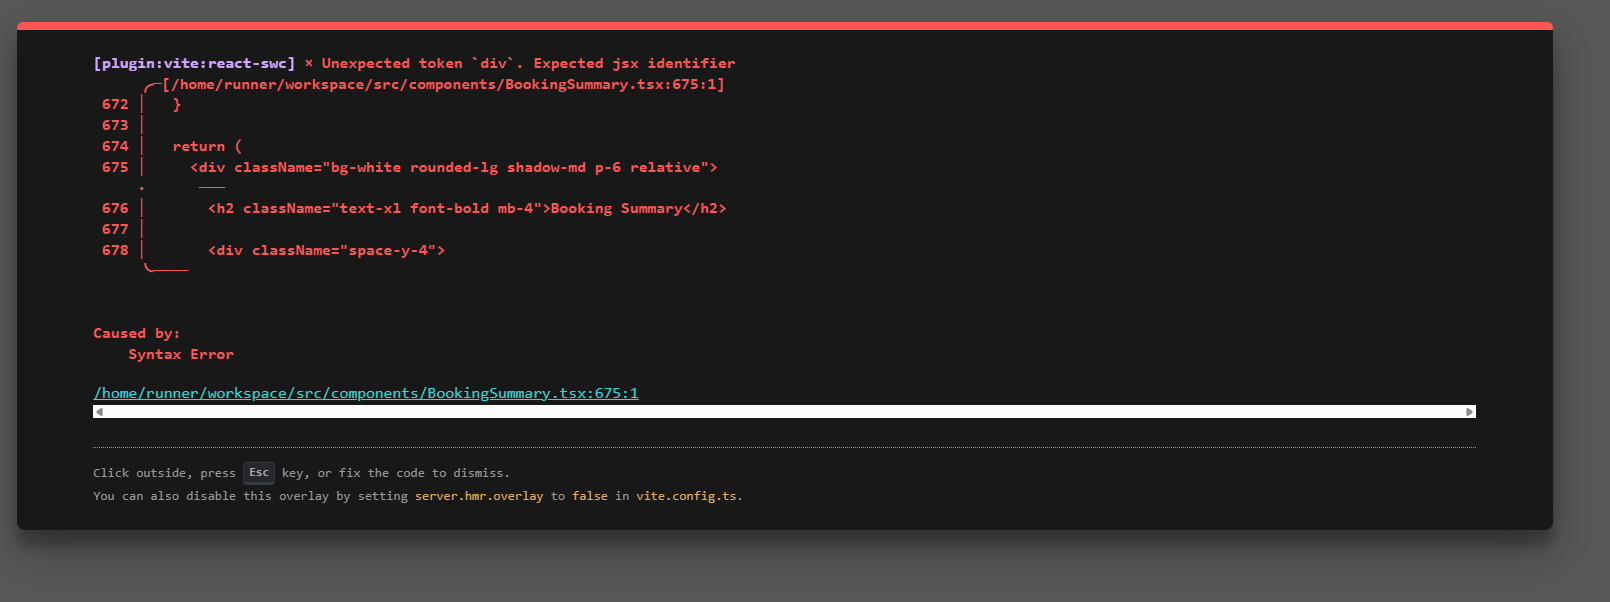 [plugin:vite:react-swc] × Unexpected token `div`. Expected jsx identifier
╭─[/home/runner/workspace/src/components/BookingSummary.tsx:675:1]
672 │   }
673 │
674 │   return (
675 │     <div className="bg-white rounded-lg shadow-md p-6 relative">
·      ───
676 │       <h2 className="text-xl font-bold mb-4">Booking Summary</h2>
677 │
678 │       <div className="space-y-4">
╰────
Caused by:
    Syntax Error
/home/runner/workspace/src/components/BookingSummary.tsx:675:1
Click outside, press Esc key, or fix the code to dismiss.
You can also disable this overlay by setting server.hmr.overlay to false in vite.config.ts.